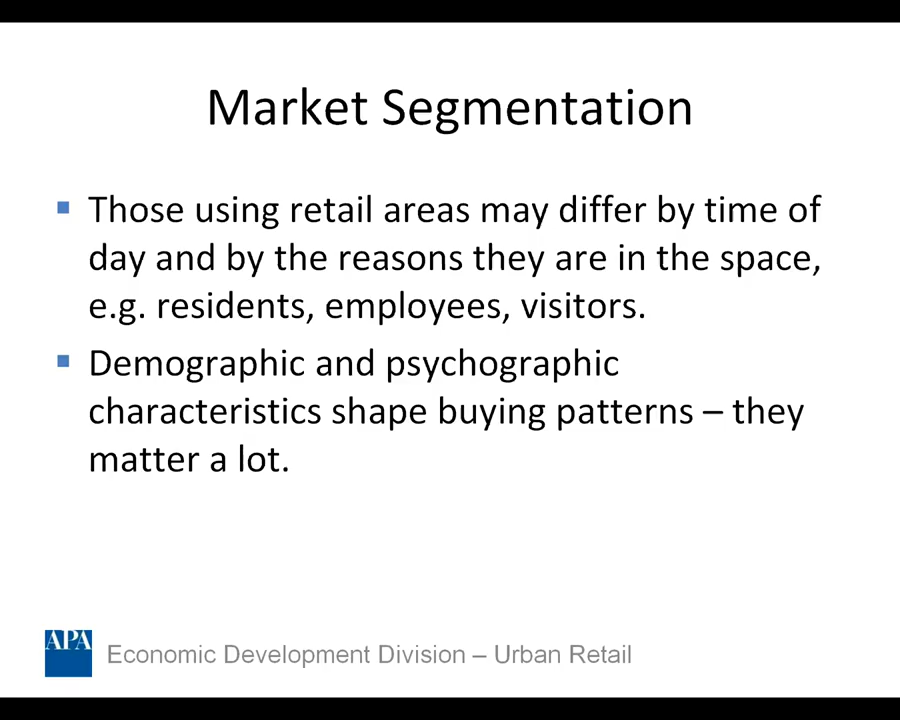 Market Segmentation
Those using retail areas may differ by time of
day and by the reasons they are in the space,
e.g. residents, employees, visitors.
Demographic and psychographic
characteristics shape buying patterns – they
matter a lot.
APA
Economic Development Division – Urban Retail